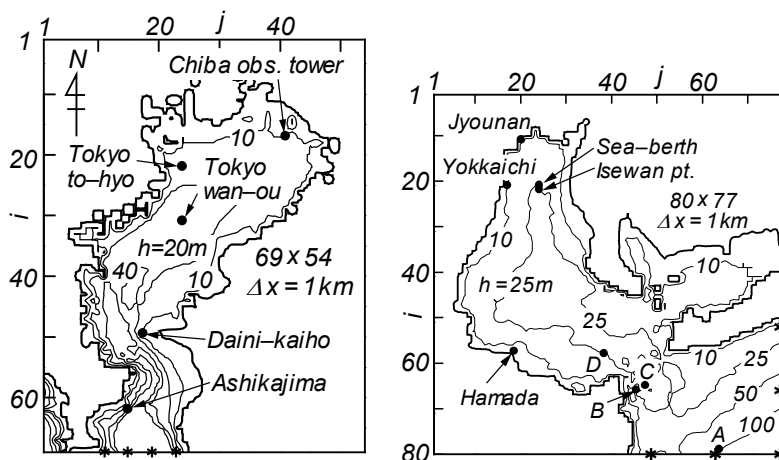 1 20 j 40
1
N
Chiba obs. tower
10
20
Tokyo to–hyo
Tokyo wan–ou
i
h=20m
69 x 54
Δx = 1km
40
40
10
Daini–kaiho
Ashikajima
60
* * * *
1 20 40 j 60
1
Jyounan
Sea–berth
Yokkaichi
Isewan pt.
20
80 x 77
Δx = 1km
10
10
40
h = 25m
25
i
10
25
60
D
C
50
Hamada
B
A
100
80
* * * *